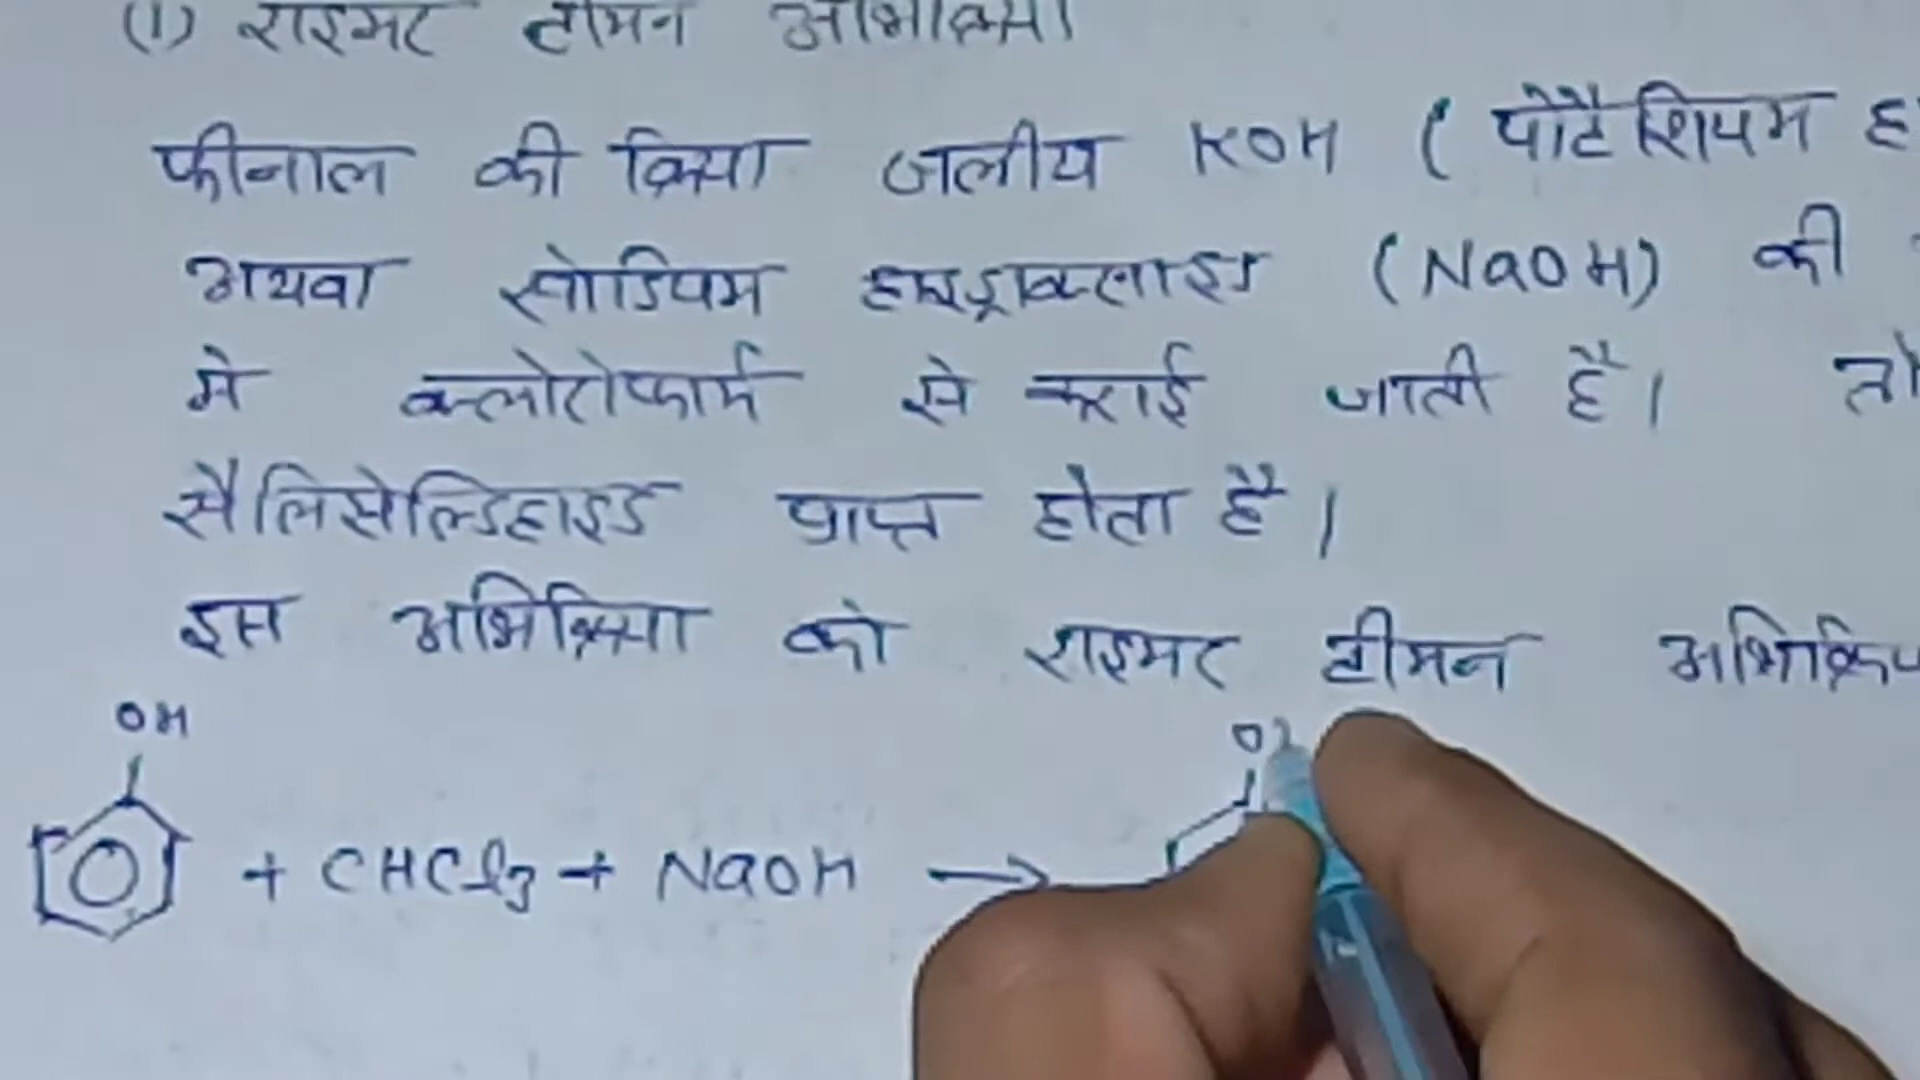 (1) राइमर टीमन अभिक्रिया
फीनाल की क्रिया जलीय KOH ( पोटैशियम
अथवा सोडियम हाइड्राक्साइड (NaOH) की
मे क्लोरोफार्म से कराई जाती है। तो
सैलिसेल्डिहाइड प्राप्त होता है।
इस अभिक्रिया को राइमर टीमन
OH
O
+ CHCl3 + NaOH →